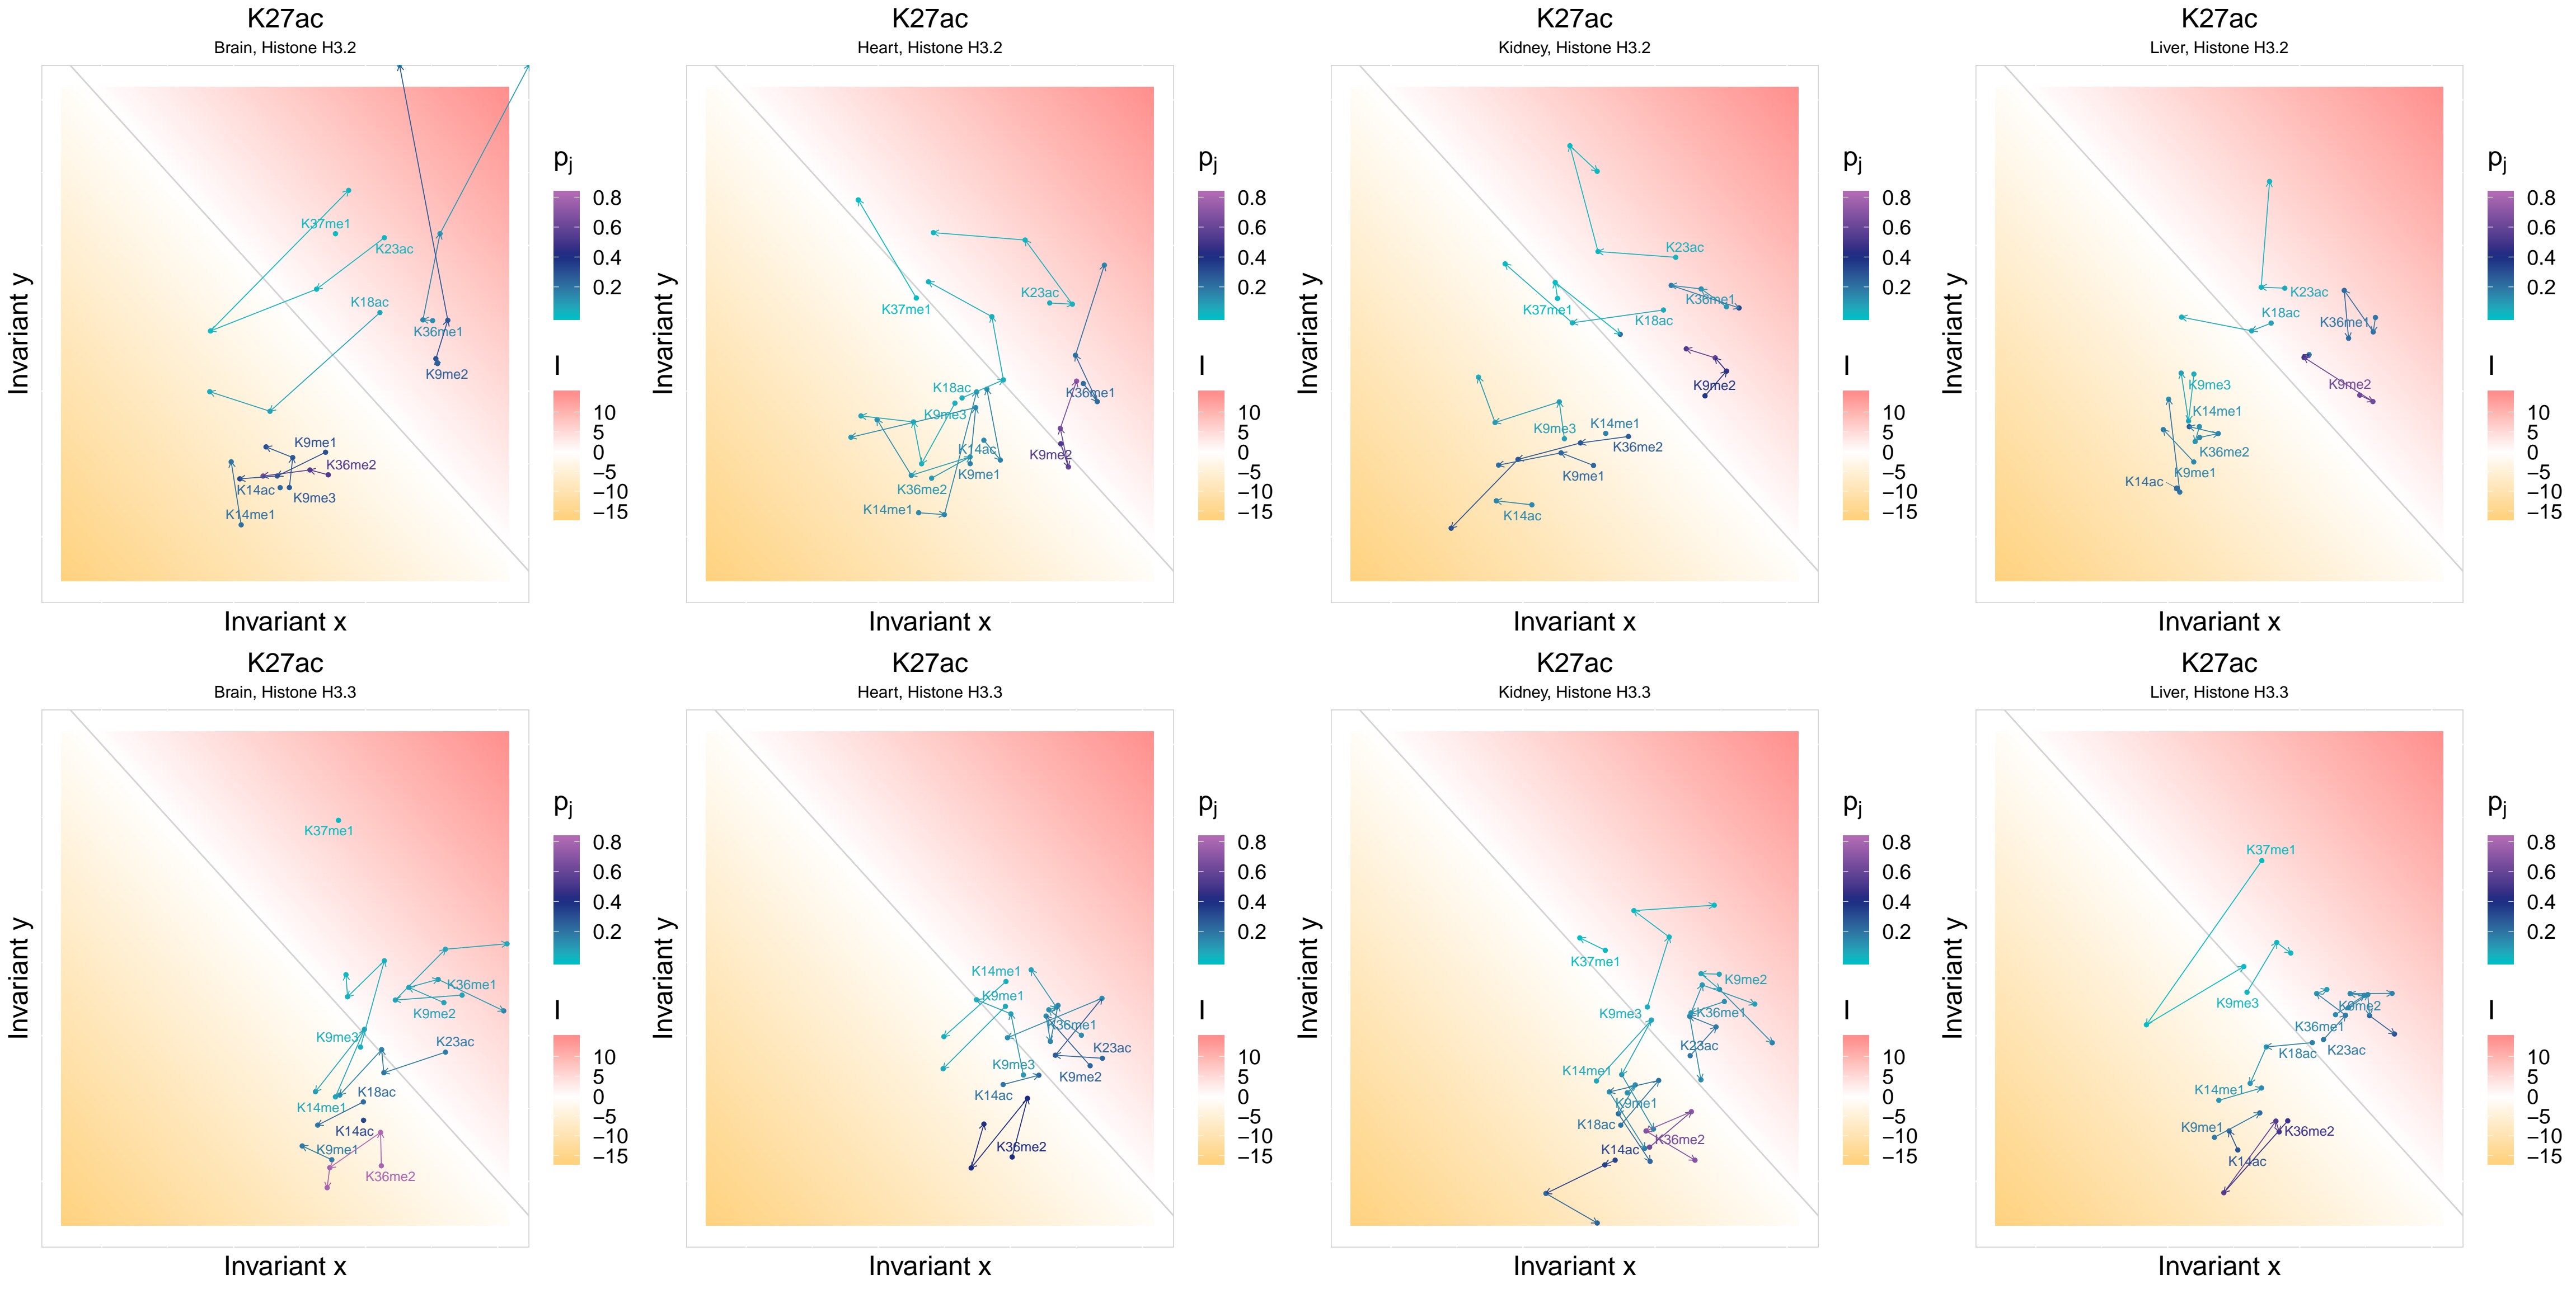 K27ac
Brain, Histone H3.2
Invariant y
K37me1
K23ac
K18ac
K36me1
K9me2
K9me1
K36me2
K14ac
K9me3
K14me1
Invariant x
pj
0.8
0.6
0.4
0.2
I
10
5
0
−5
−10
−15
K27ac
Heart, Histone H3.2
Invariant y
K23ac
K37me1
K18ac
K36me1
K9me3
K14ac
K9me2
K9me1
K36me2
K14me1
Invariant x
pj
0.8
0.6
0.4
0.2
I
10
5
0
−5
−10
−15
K27ac
Kidney, Histone H3.2
Invariant y
K23ac
K36me1
K37me1
K18ac
K9me2
K14me1
K9me3
K36me2
K9me1
K14ac
Invariant x
pj
0.8
0.6
0.4
0.2
I
10
5
0
−5
−10
−15
K27ac
Liver, Histone H3.2
Invariant y
K23ac
K18ac
K36me1
K9me3
K9me2
K14me1
K36me2
K9me1
K14ac
Invariant x
pj
0.8
0.6
0.4
0.2
I
10
5
0
−5
−10
−15
K27ac
Brain, Histone H3.3
Invariant y
K37me1
K36me1
K9me2
K9me3
K23ac
K18ac
K14me1
K14ac
K9me1
K36me2
Invariant x
pj
0.8
0.6
0.4
0.2
I
10
5
0
−5
−10
−15
K27ac
Heart, Histone H3.3
Invariant y
K14me1
K9me1
K36me1
K23ac
K9me3
K9me2
K14ac
K36me2
Invariant x
pj
0.8
0.6
0.4
0.2
I
10
5
0
−5
−10
−15
K27ac
Kidney, Histone H3.3
Invariant y
K37me1
K9me2
K9me3
K36me1
K23ac
K14me1
K9me1
K18ac
K36me2
K14ac
Invariant x
pj
0.8
0.6
0.4
0.2
I
10
5
0
−5
−10
−15
K27ac
Liver, Histone H3.3
Invariant y
K37me1
K9me3
K9me2
K36me1
K18ac
K23ac
K14me1
K9me1
K36me2
K14ac
Invariant x
pj
0.8
0.6
0.4
0.2
I
10
5
0
−5
−10
−15